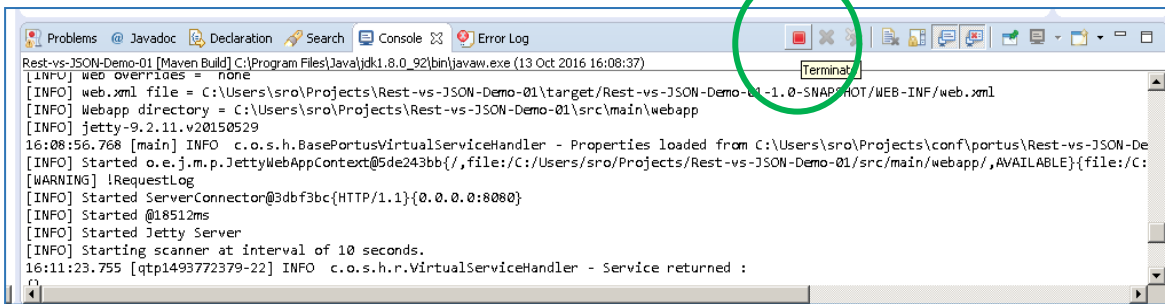 Problems @ Javadoc Declaration Search Console Error Log
Rest-vs-JSON-Demo-01 [Maven Build] C:\Program Files\Java\jdk1.8.0_92\bin\javaw.exe (13 Oct 2016 16:08:37)
Terminate
[INFO] web overrides =  none
[INFO] web.xml file = C:\Users\sro\Projects\Rest-vs-JSON-Demo-01\target/Rest-vs-JSON-Demo-01-1.0-SNAPSHOT/WEB-INF/web.xml
[INFO] Webapp directory = C:\Users\sro\Projects\Rest-vs-JSON-Demo-01\src\main\webapp
[INFO] jetty-9.2.11.v20150529
16:08:56.768 [main] INFO  c.o.s.h.BasePortusVirtualServiceHandler - Properties loaded from C:\Users\sro\Projects\conf\portus\Rest-vs-JSON-De
[INFO] Started o.e.j.m.p.JettyWebAppContext@5de243bb{/,file:/C:/Users/sro/Projects/Rest-vs-JSON-Demo-01/src/main/webapp/,AVAILABLE}{file:/C:
[WARNING] !RequestLog
[INFO] Started ServerConnector@3dbf3bc{HTTP/1.1}{0.0.0.0:8080}
[INFO] Started @18512ms
[INFO] Started Jetty Server
[INFO] Starting scanner at interval of 10 seconds.
16:11:23.755 [qtp1493772379-22] INFO  c.o.s.h.r.VirtualServiceHandler - Service returned :